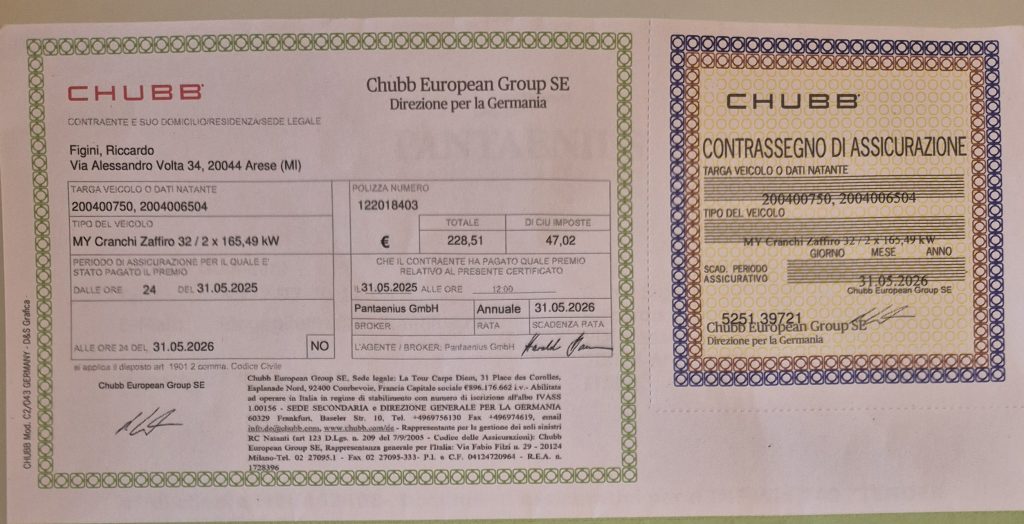 CHUBB®
Chubb European Group SE
Direzione per la Germania
CONTRAENTE E SUO DOMICILIO/RESIDENZA/SEDE LEGALE
Figini, Riccardo
Via Alessandro Volta 34, 20044 Arese (MI)
TARGA VEICOLO O DATI NATANTE
200400750, 2004006504
TIPO DEL VEICOLO
MY Cranchi Zaffiro 32 / 2 x 165,49 kW
PERIODO DI ASSICURAZIONE PER IL QUALE E'
STATO PAGATO IL PREMIO
DALLE ORE 24 DEL 31.05.2025
ALLE ORE 24 DEL 31.05.2026 NO
si applica il disposto art. 1901 2 comma. Codice Civile
POLIZZA NUMERO
122018403
TOTALE DI CIU IMPOSTE
€ 228,51 47,02
CHE IL CONTRAENTE HA PAGATO QUALE PREMIO
RELATIVO AL PRESENTE CERTIFICATO
IL 31.05.2025 ALLE ORE 12:00
Pantaenius GmbH Annuale 31.05.2026
BROKER: RATA SCADENZA RATA
L'AGENTE / BROKER: Pantaenius GmbH
Chubb European Group SE
Chubb European Group SE, Sede legale: La Tour Carpe Diem, 31 Place des Corolles,
Esplanade Nord, 92400 Courbevoie, Francia Capitale sociale €896.176.662 i.v.- Abilitata
ad operare in Italia in regime di stabilimento con numero di iscrizione all'albo IVASS
I.00156 - SEDE SECONDARIA e DIREZIONE GENERALE PER LA GERMANIA
60329 Frankfurt, Baseler Str. 10, Tel. +4969756130 Fax +496974619, email
info.de@chubb.com, www.chubb.com/de - Rappresentante per la gestione dei soli sinistri
RC Natanti (art 123 D.Lgs. n. 209 del 7/9/2005 - Codice delle Assicurazioni): Chubb
European Group SE, Rappresentanza generale per l'Italia: Via Fabio Filzi n. 29 - 20124
Milano-Tel. 02 27095.1 - Fax 02 27095-333- P.I. e C.F. 04124720964 - R.E.A. n.
1728396
CHUBB Mod. C2/043 GERMANY - D&S Grafica
CHUBB®
CONTRASSEGNO DI ASSICURAZIONE
TARGA VEICOLO O DATI NATANTE
200400750, 2004006504
TIPO DEL VEICOLO
MY Cranchi Zaffiro 32 / 2 x 165,49 kW
GIORNO MESE ANNO
SCAD. PERIODO
ASSICURATIVO
31.05.2026
Chubb European Group SE
5251 39721
Chubb European Group SE
Direzione per la Germania